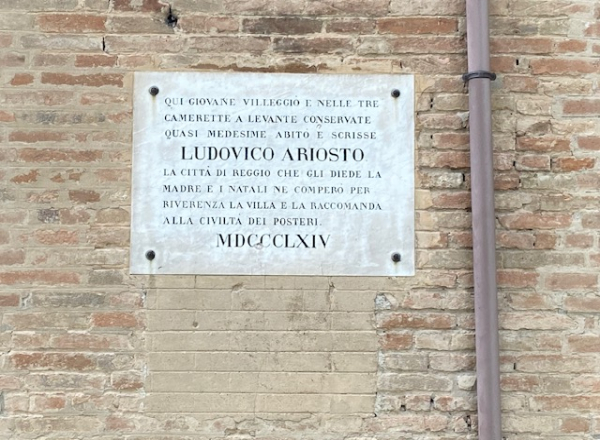 QUI GIOVANE VILLEGGIÒ E NELLE TRE
CAMERETTE A LEVANTE CONSERVATE
QUASI MEDESIME ABITÒ E SCRISSE
LUDOVICO ARIOSTO
LA CITTÀ DI REGGIO CHE GLI DIEDE LA
MADRE E I NATALI NE COMPERÒ PER
RIVERENZA LA VILLA E LA RACCOMANDA
ALLA CIVILTÀ DEI POSTERI.
MDCCCLXIV